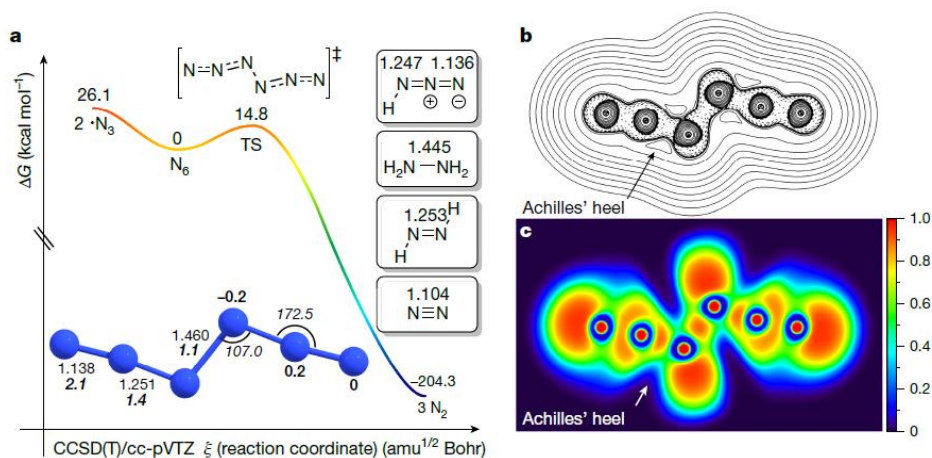 a
ΔG (kcal mol−1)
26.1
2 ·N3
0
N6
14.8
TS
N N N N N N ‡
1.247 1.136
N N N
H + −
1.445
H2N NH2
1.253 H
N N
H
1.104
N N
−0.2
172.5
1.460
1.1
107.0
1.138
2.1
1.251
1.4
0.2
0
−204.3
3 N2
CCSD(T)/cc-pVTZ ξ (reaction coordinate) (amu1/2 Bohr)
b
Achilles’ heel
c
Achilles’ heel
1.0
0.8
0.6
0.4
0.2
0